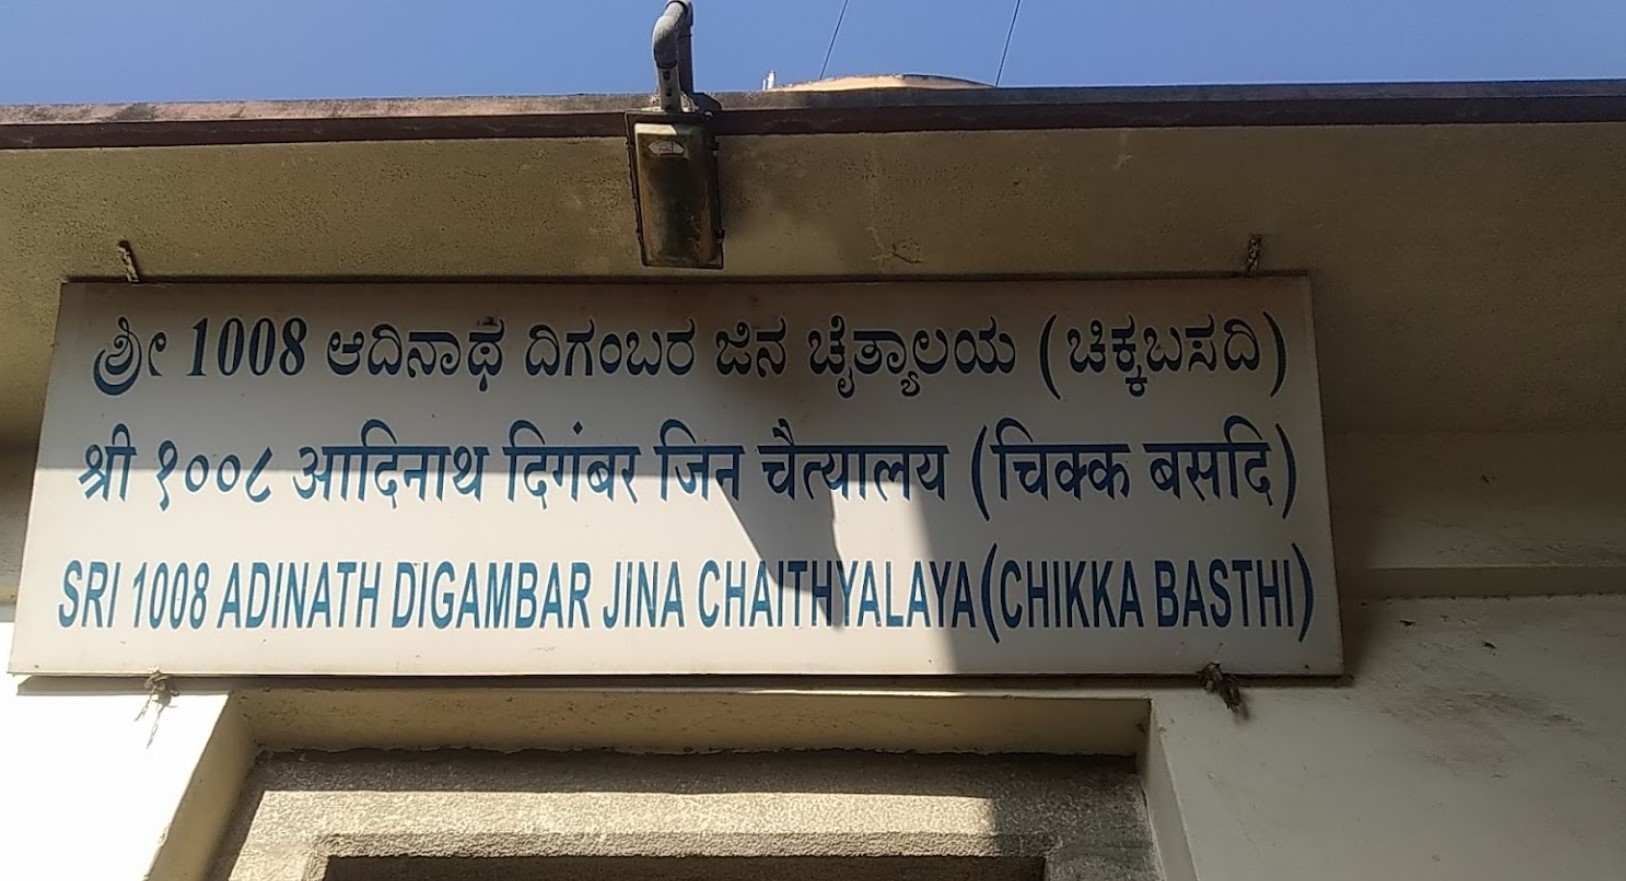 ಶ್ರೀ 1008 ಆದಿನಾಥ ದಿಗಂಬರ ಜಿನ ಚೈತ್ಯಾಲಯ (ಚಿಕ್ಕಬಸದಿ)
श्री १००८ आदिनाथ दिगंबर जिन चैत्यालय (चिक्क बसदि)
SRI 1008 ADINATH DIGAMBAR JINA CHAITHYALAYA (CHIKKA BASTHI)